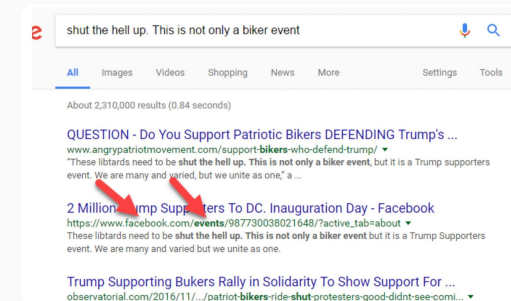 e
shut the hell up. This is not only a biker event
All Images Videos Shopping News More Settings Tools
About 2,310,000 results (0.84 seconds)
QUESTION - Do You Support Patriotic Bikers DEFENDING Trump's ...
www.angrypatriotmovement.com/support-bikers-who-defend-trump/
"These libtards need to be shut the hell up. This is not only a biker event, but it is a Trump supporters
event. We are many and varied, but we unite as one," a ...
2 Million Trump Supporters To DC. Inauguration Day - Facebook
https://www.facebook.com/events/987730038021648/?active_tab=about
These libtards need to be shut the hell up. This is not only a biker event but it is a Trump Supporters
event. We are many and varied but we unite as one.
Trump Supporting Bukers Rally in Solidarity To Show Support For ...
observatorial.com/2016/11/.../patriot-bikers-ride-shut-protesters-good-didnt-see-comi...